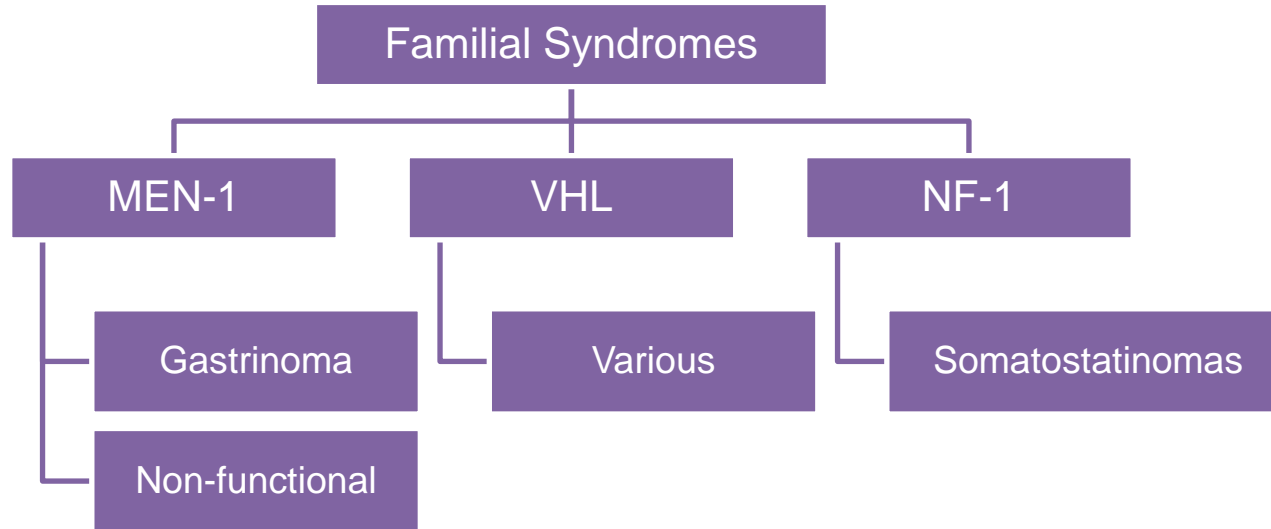 Familial Syndromes
MEN-1
VHL
NF-1
Gastrinoma
Various
Somatostatinomas
Non-functional